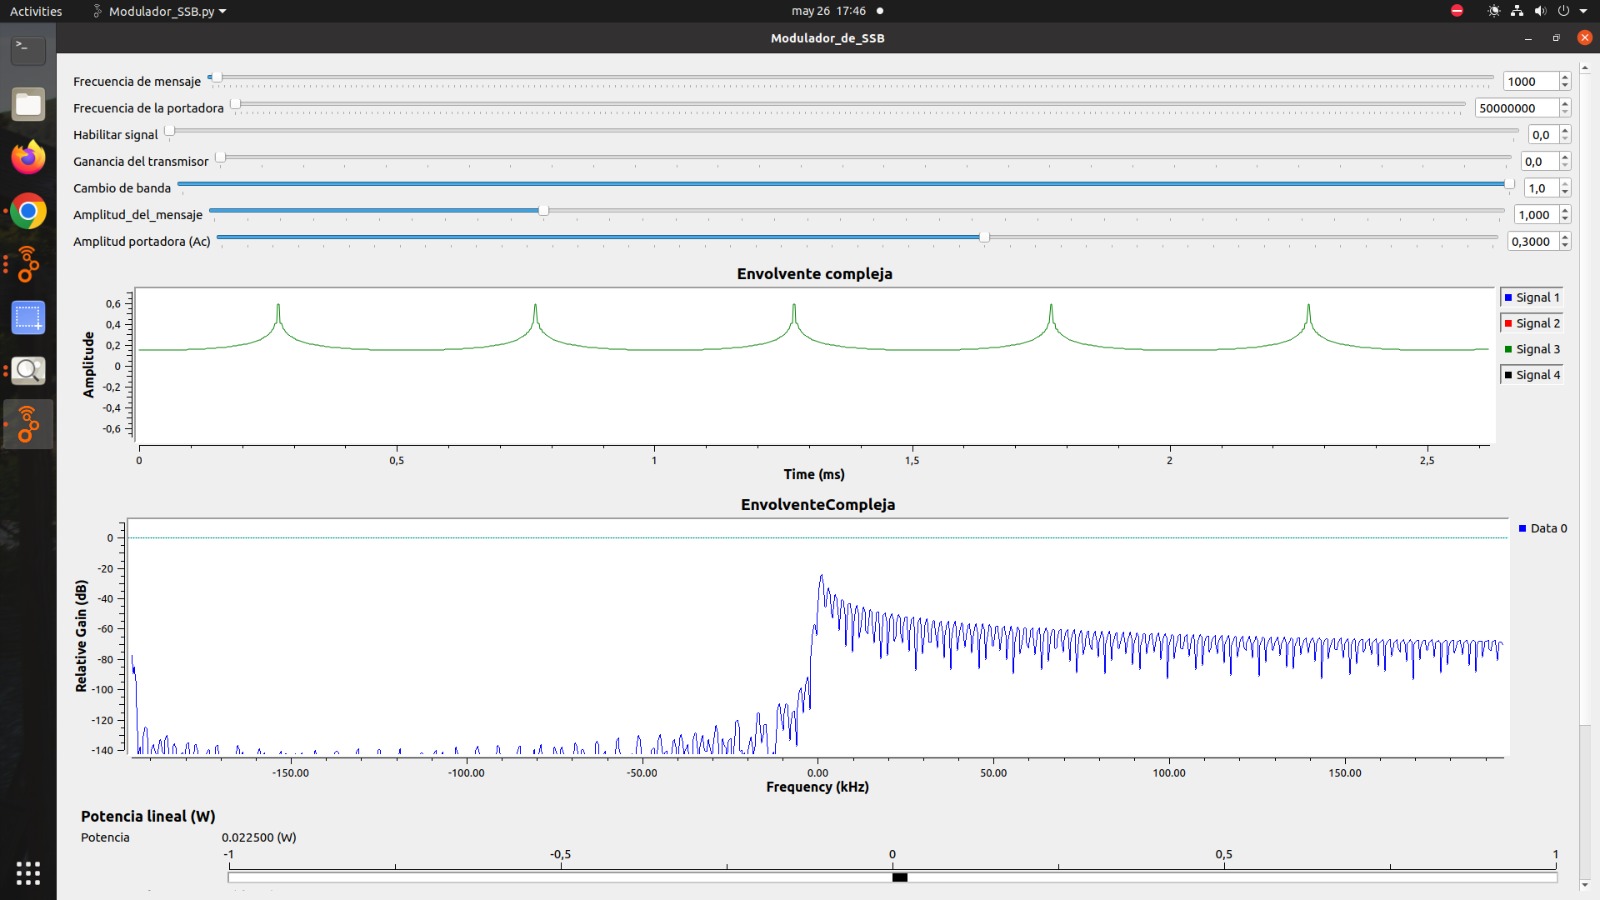 Activities Modulador_SSB.py may 26 17:46
Modulador_de_SSB
Frecuencia de mensaje 1000
Frecuencia de la portadora 50000000
Habilitar signal 0,0
Ganancia del transmisor 0,0
Cambio de banda 1,0
Amplitud_del_mensaje 1,000
Amplitud portadora (Ac) 0,3000
Envolvente compleja
Amplitude
0,6
0,4
0,2
0
-0,2
-0,4
-0,6
0 0,5 1 1,5 2 2,5
Time (ms)
Signal 1
Signal 2
Signal 3
Signal 4
EnvolventeCompleja
Relative Gain (dB)
0
-20
-40
-60
-80
-100
-120
-140
-150.00 -100.00 -50.00 0.00 50.00 100.00 150.00
Frequency (kHz)
Data 0
Potencia lineal (W)
Potencia 0.022500 (W)
-1 -0,5 0 0,5 1